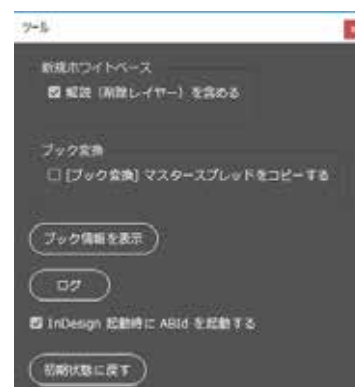 ツール
新規ホワイトベース
解説（削除レイヤー）を含める
ブック変換
[ブック変換] マスタースプレッドをコピーする
ブック情報を表示
ログ
InDesign 起動時に ABId を起動する
初期状態に戻す